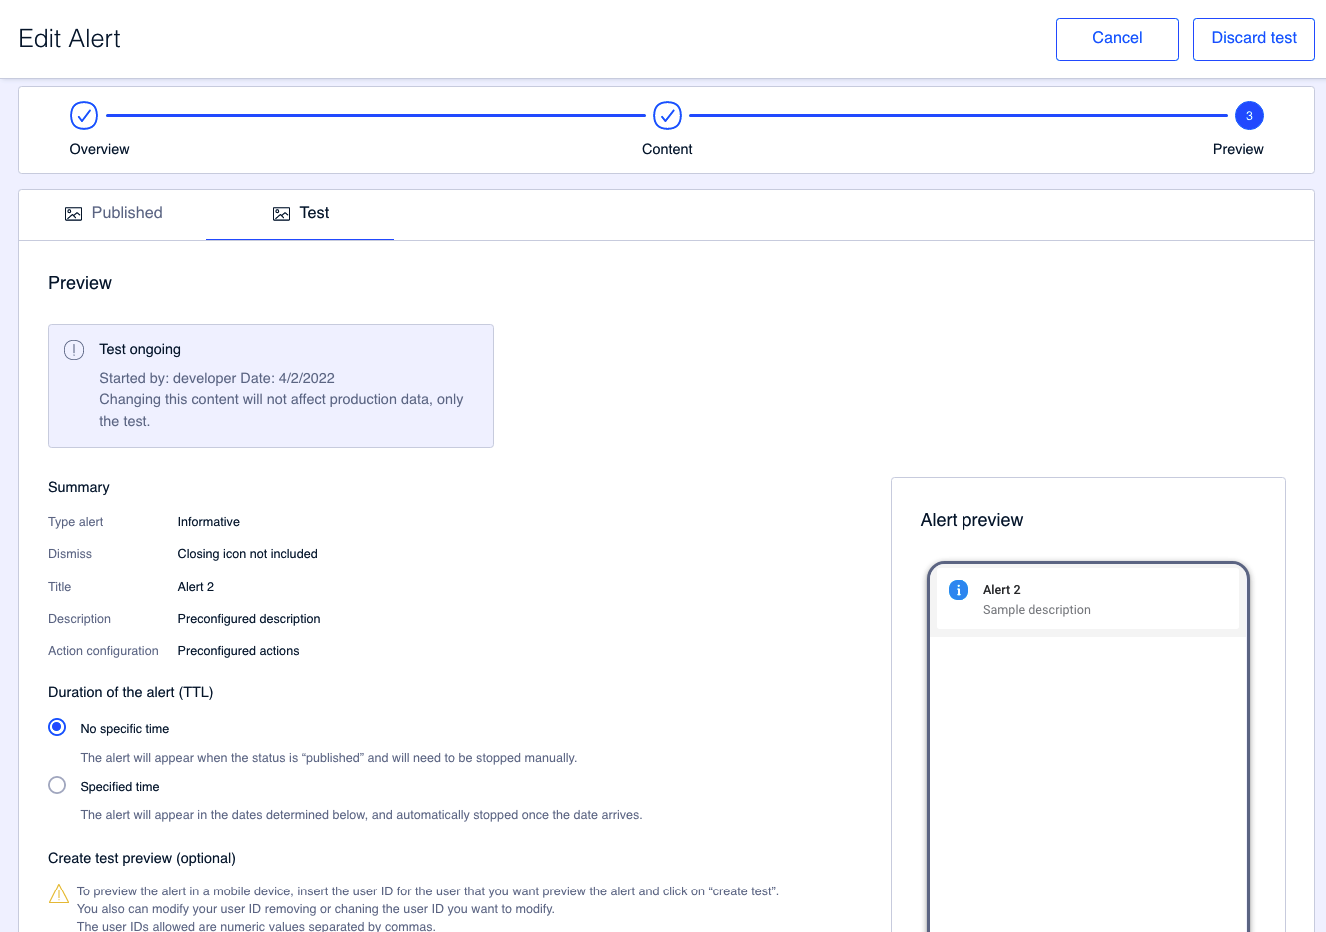 Edit Alert
Cancel
Discard test
3
Overview
Content
Preview
Published
Test
Preview
Test ongoing
Started by: developer Date: 4/2/2022
Changing this content will not affect production data, only
the test.
Summary
Type alert
Informative
Dismiss
Closing icon not included
Title
Alert 2
Description
Preconfigured description
Action configuration
Preconfigured actions
Duration of the alert (TTL)
No specific time
The alert will appear when the status is “published” and will need to be stopped manually.
Specified time
The alert will appear in the dates determined below, and automatically stopped once the date arrives.
Create test preview (optional)
To preview the alert in a mobile device, insert the user ID for the user that you want preview the alert and click on “create test”.
You also can modify your user ID removing or chaning the user ID you want to modify.
The user IDs allowed are numeric values separated by commas.
Alert preview
Alert 2
Sample description